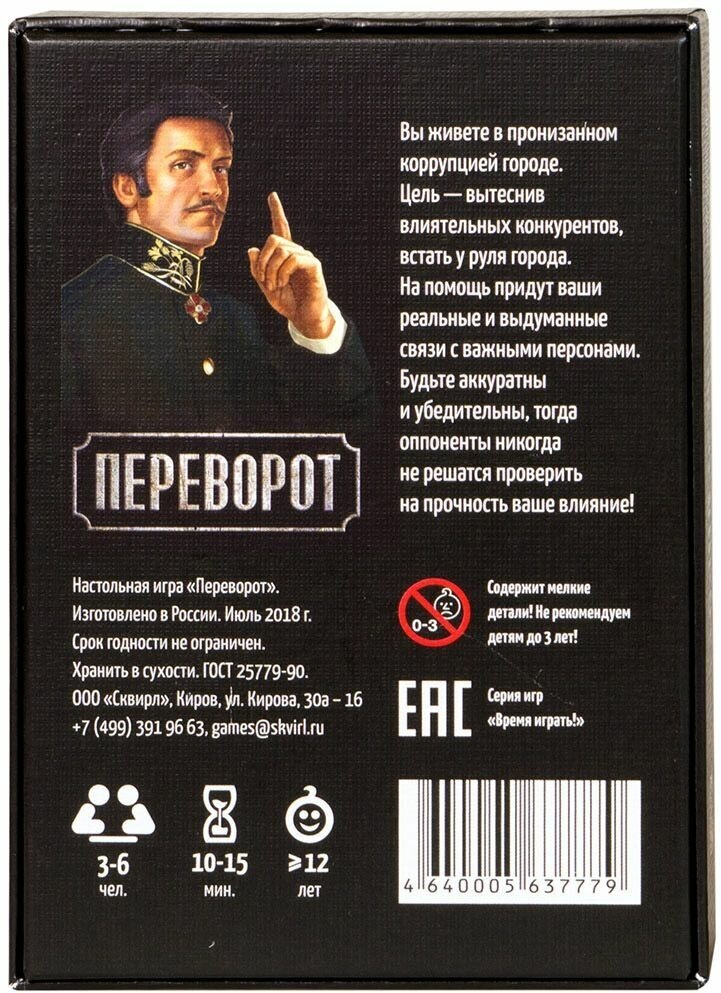 Вы живете в пронизанном
коррупцией городе.
Цель — вытеснив
влиятельных конкурентов,
встать у руля города.
На помощь придут ваши
реальные и выдуманные
связи с важными персонами.
Будьте аккуратны
и убедительны, тогда
оппоненты никогда
не решатся проверить
на прочность ваше влияние!
ПЕРЕВОРОТ
Настольная игра «Переворот».
Изготовлено в России. Июль 2018 г.
Срок годности не ограничен.
Хранить в сухости. ГОСТ 25779-90.
ООО «Сквирл», Киров, ул. Кирова, 30а – 16
+7 (499) 391 96 63, games@skvirl.ru
0-3
Содержит мелкие
детали! Не рекомендуем
детям до 3 лет!
EAC
Серия игр
«Время играть!»
3-6
чел.
10-15
мин.
⩾12
лет
4 640005 637779